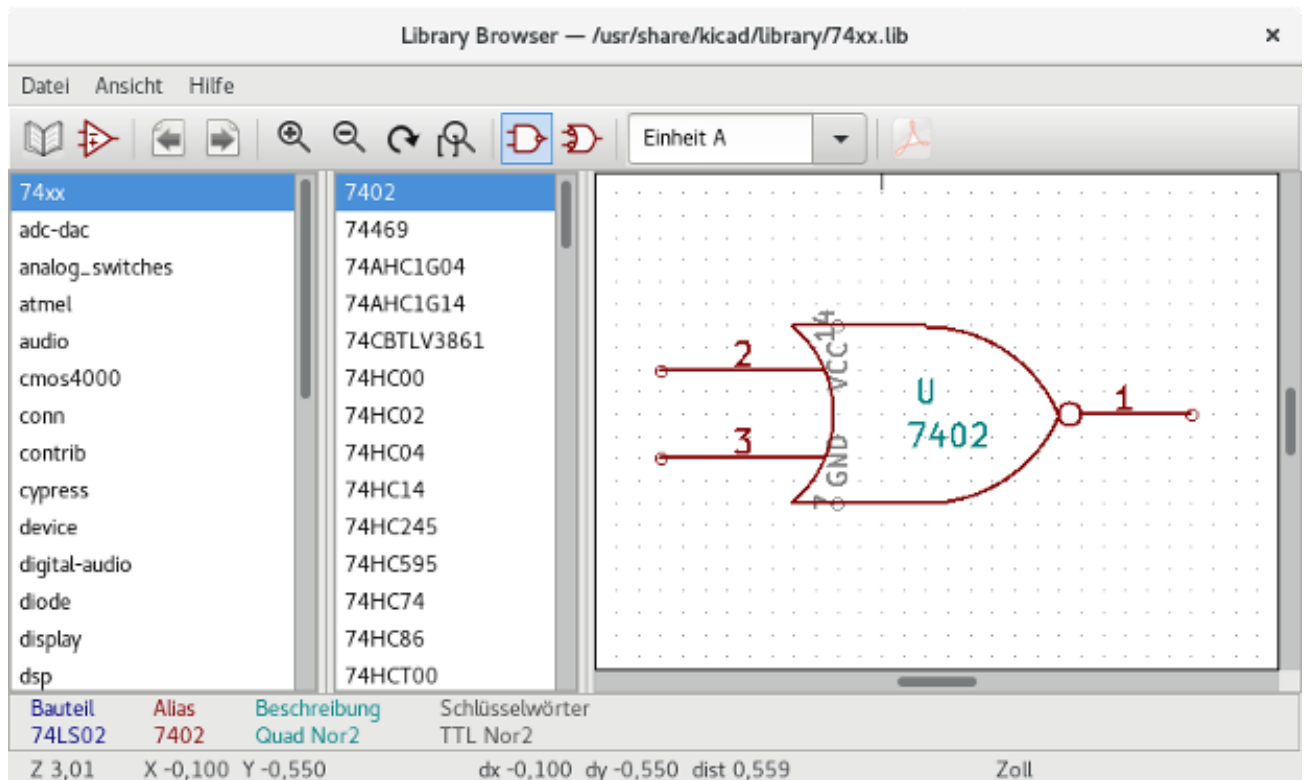 Library Browser — /usr/share/kicad/library/74xx.lib
Datei Ansicht Hilfe
Einheit A
74xx
adc-dac
analog_switches
atmel
audio
cmos4000
conn
contrib
cypress
device
digital-audio
diode
display
dsp
7402
74469
74AHC1G04
74AHC1G14
74CBTLV3861
74HC00
74HC02
74HC04
74HC14
74HC245
74HC595
74HC74
74HC86
74HCT00
14
VCC
2
U
7402
1
3
GND
7
Bauteil Alias Beschreibung Schlüsselwörter
74LS02 7402 Quad Nor2 TTL Nor2
Z 3,01 X -0,100 Y -0,550 dx -0,100 dy -0,550 dist 0,559 Zoll